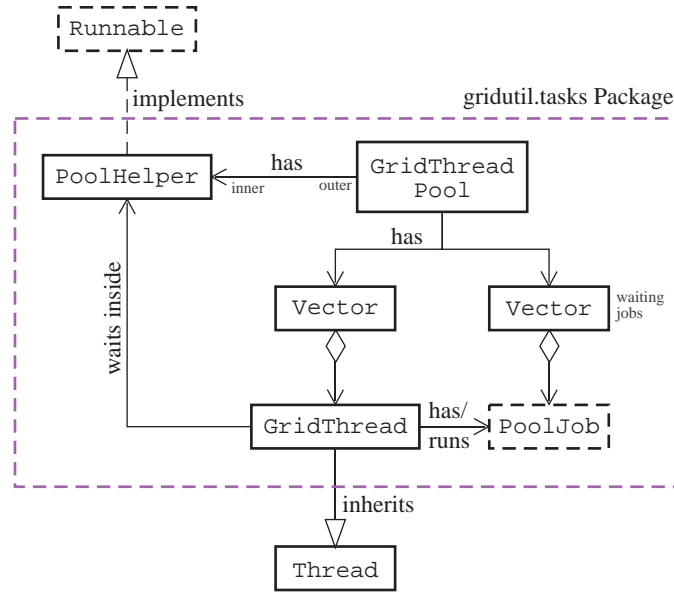 Runnable
implements
gridutil.tasks Package
PoolHelper
has
inner
outer
GridThread
Pool
has
waits inside
Vector
Vector
waiting
jobs
GridThread
has/
runs
PoolJob
inherits
Thread